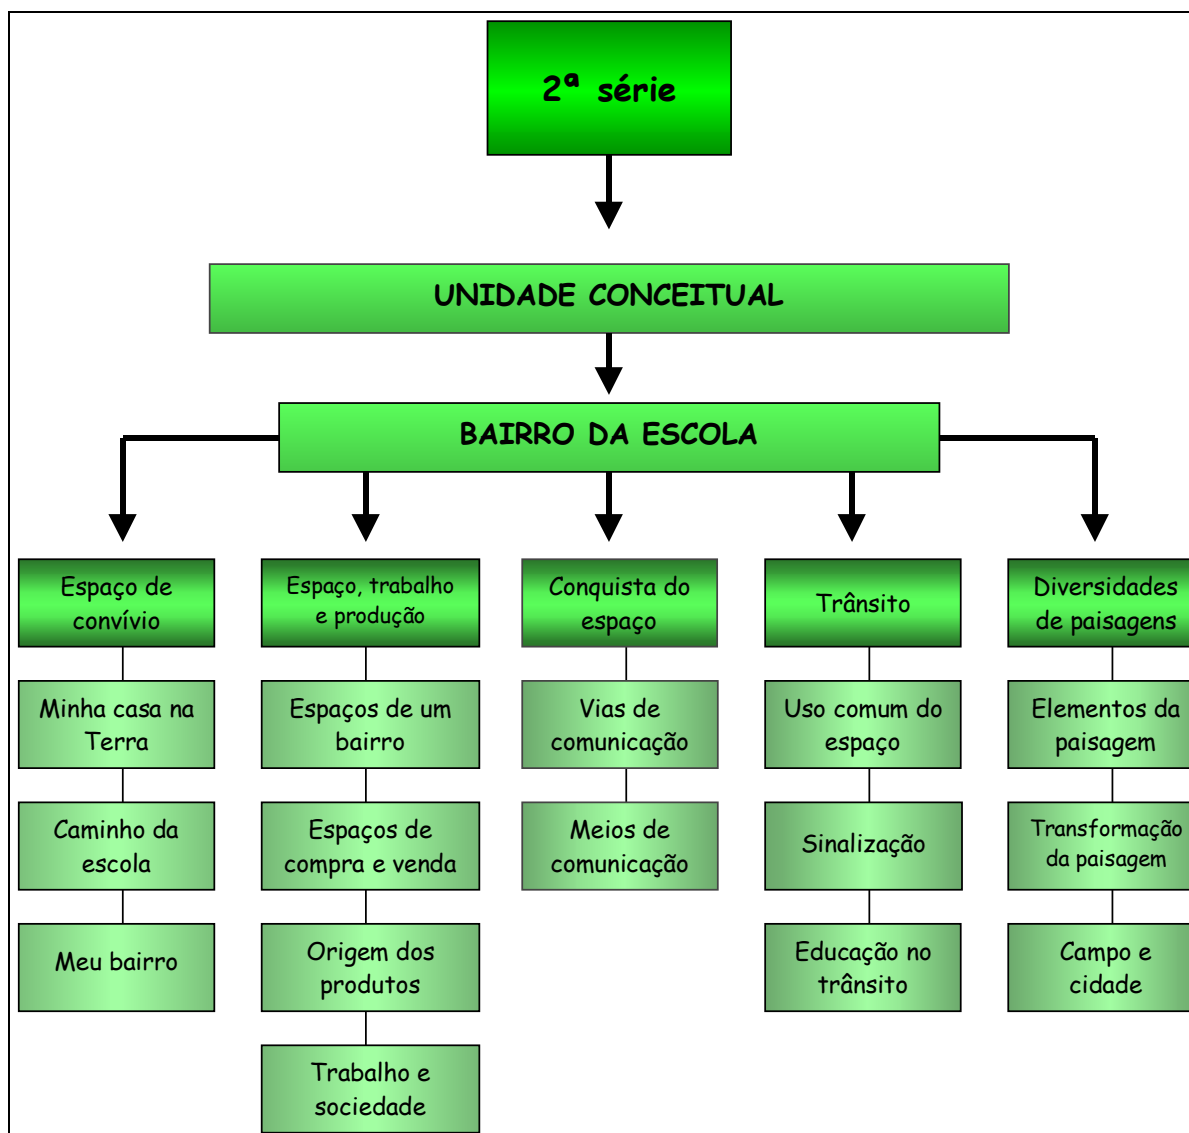 2ª série
UNIDADE CONCEITUAL
BAIRRO DA ESCOLA
Espaço de
convívio
Minha casa na
Terra
Caminho da
escola
Meu bairro
Espaço, trabalho
e produção
Espaços de um
bairro
Espaços de
compra e venda
Origem dos
produtos
Trabalho e
sociedade
Conquista do
espaço
Vias de
comunicação
Meios de
comunicação
Trânsito
Uso comum do
espaço
Sinalização
Educação no
trânsito
Diversidades
de paisagens
Elementos da
paisagem
Transformação
da paisagem
Campo e
cidade